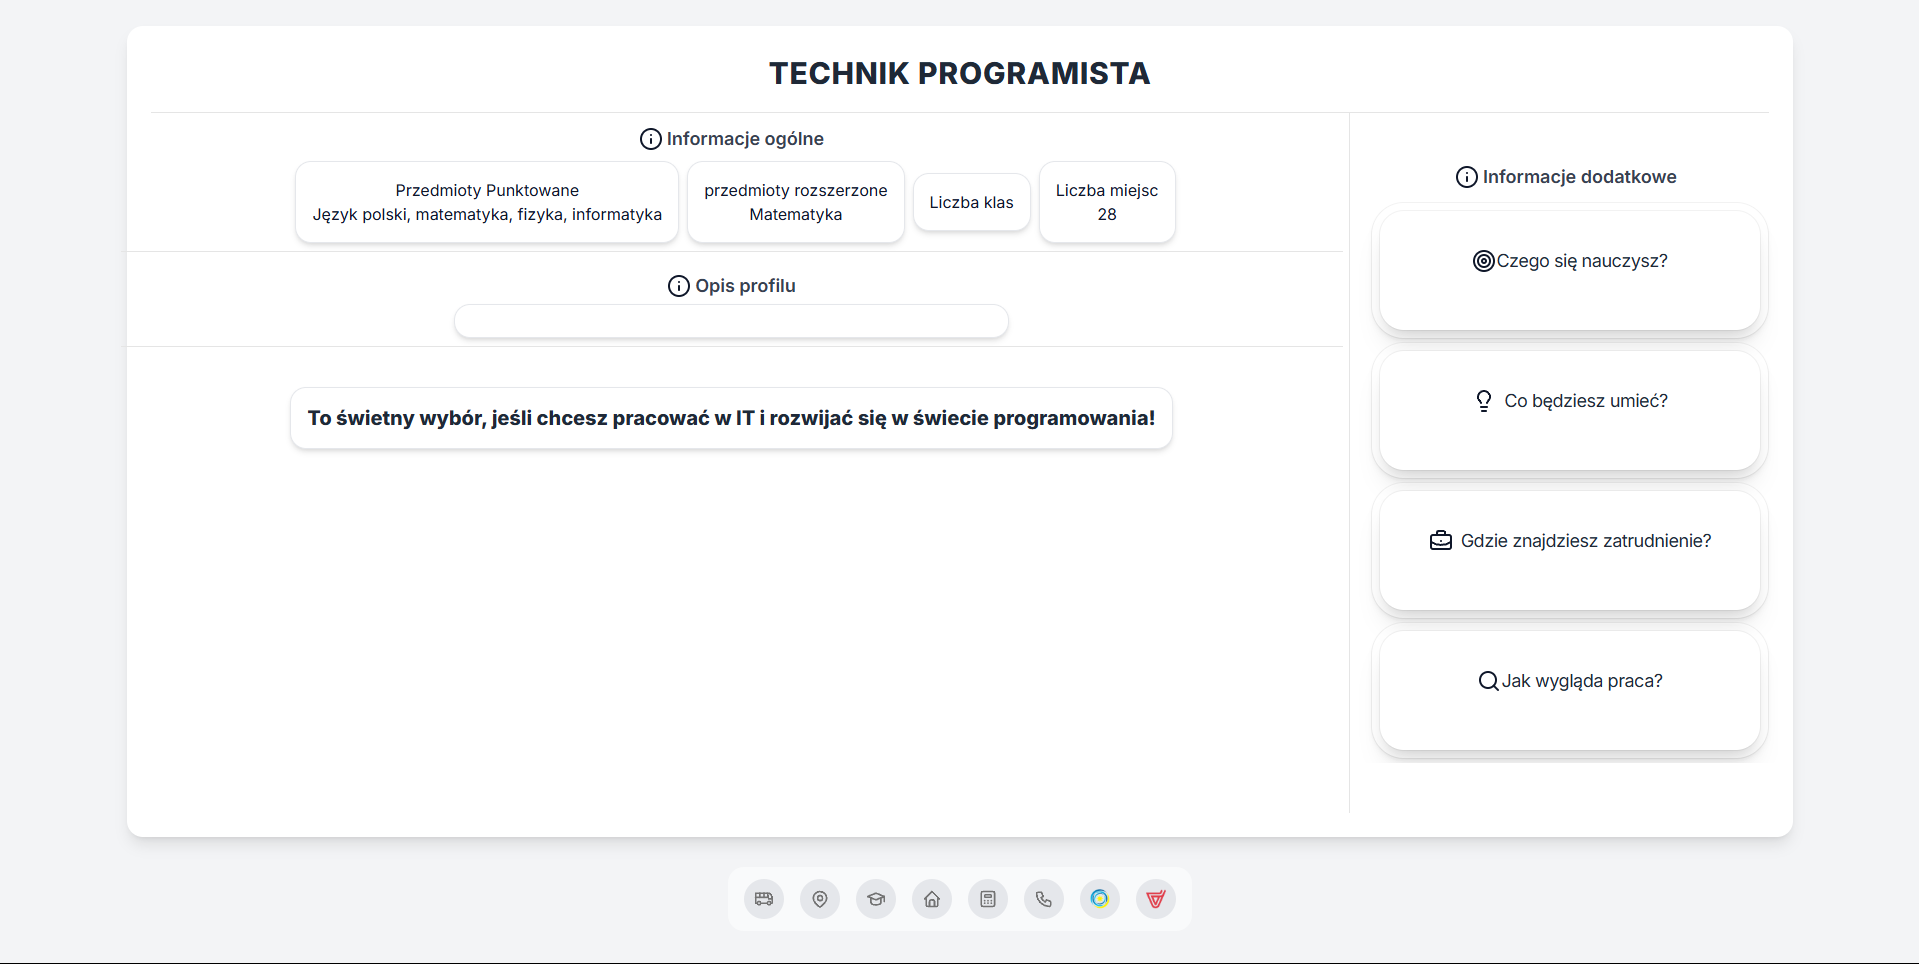 TECHNIK PROGRAMISTA
Informacje ogólne
Przedmioty Punktowane
Język polski, matematyka, fizyka, informatyka
przedmioty rozszerzone
Matematyka
Liczba klas
Liczba miejsc
28
Opis profilu
To świetny wybór, jeśli chcesz pracować w IT i rozwijać się w świecie programowania!
Informacje dodatkowe
Czego się nauczysz?
Co będziesz umieć?
Gdzie znajdziesz zatrudnienie?
Jak wygląda praca?